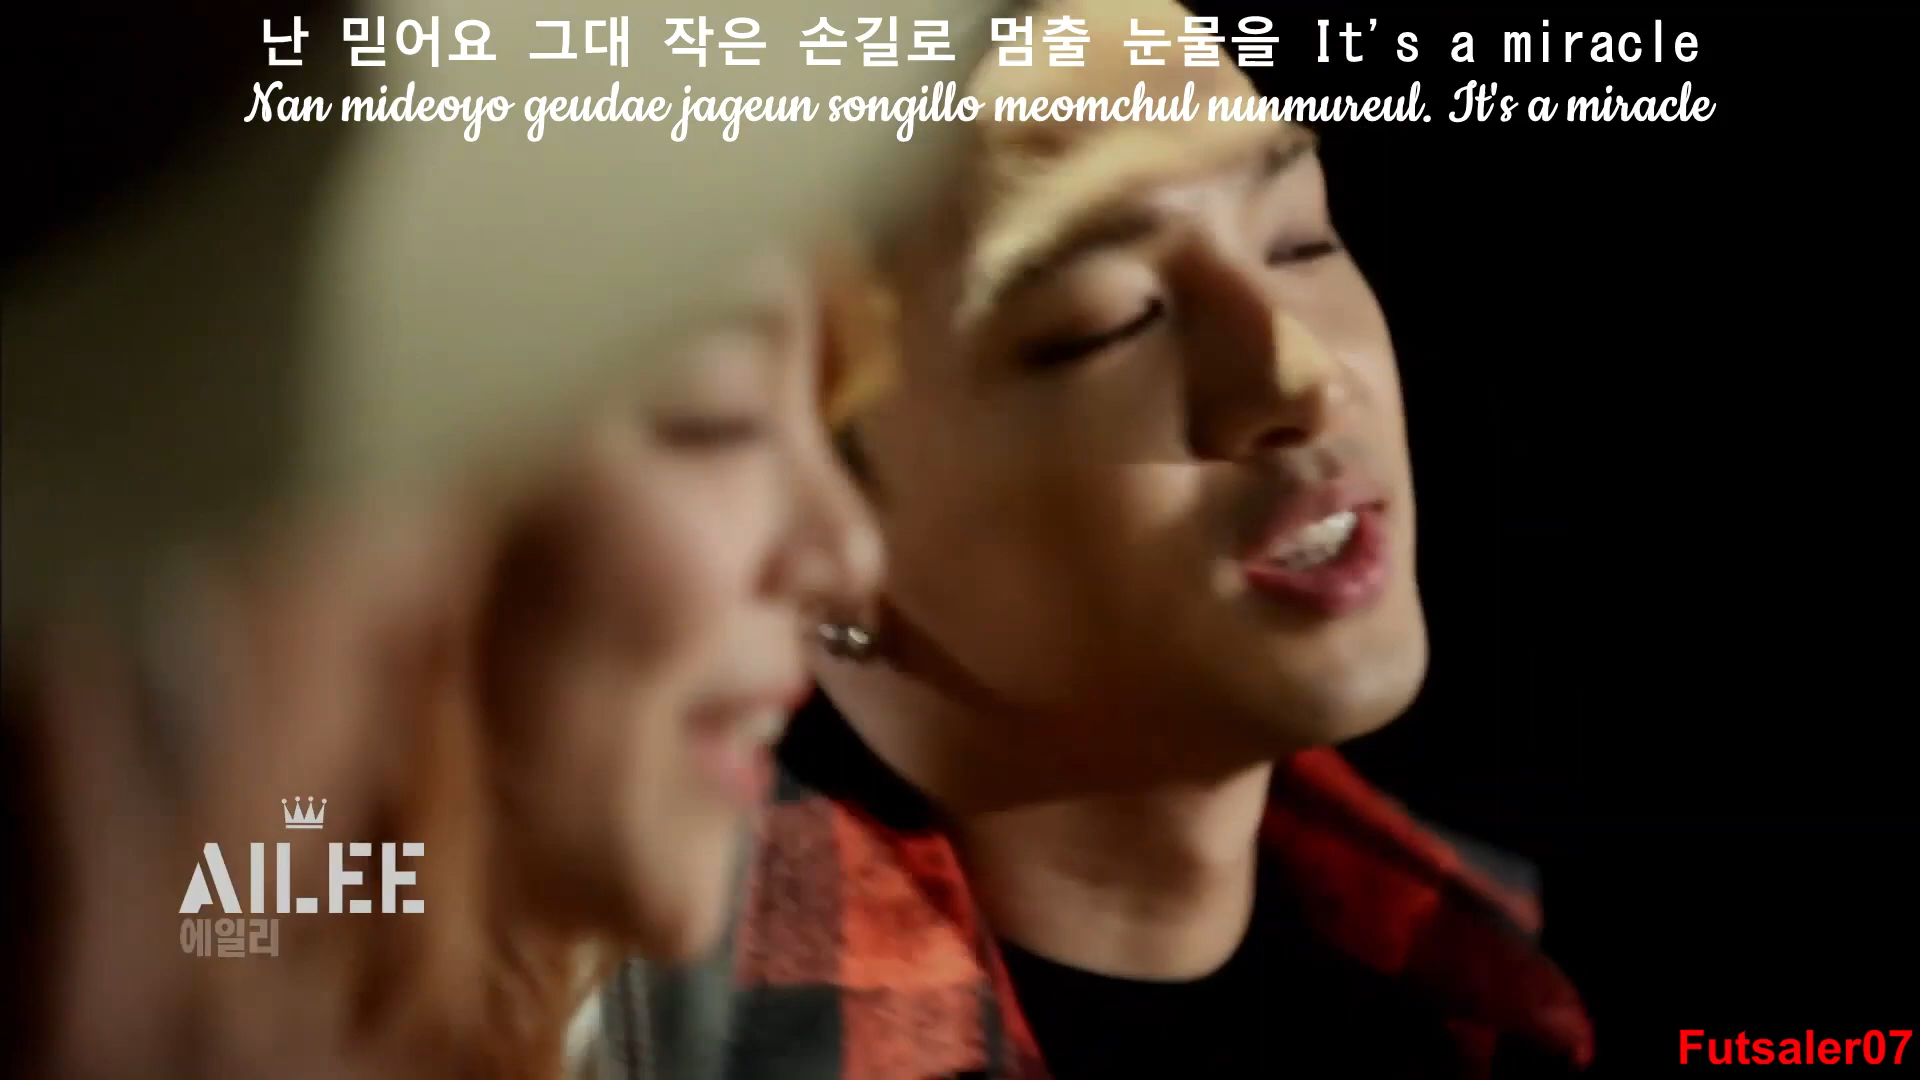 난 믿어요 그대 작은 손길로 멈출 눈물을 It's a miracle
Nan mideoyo geudae jageun songillo meomchul nunmureul. It's a miracle
AILEE
에일리
Futsaler07